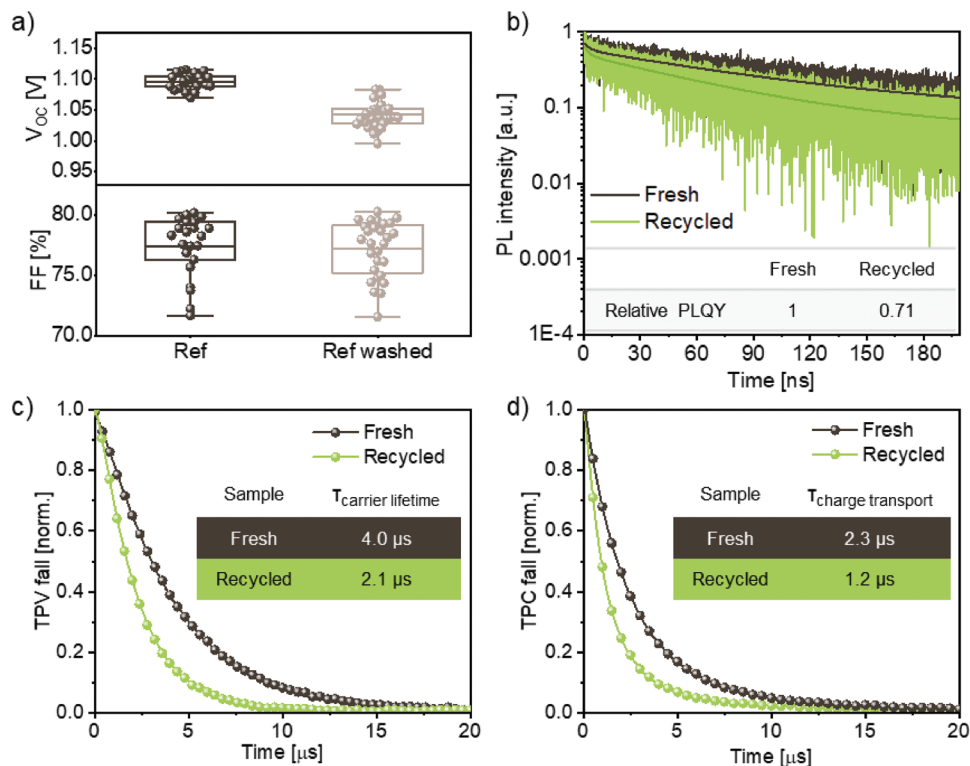 a)
1.15
1.10
1.05
1.00
0.95
V_OC [V]
80.0
75.0
70.0
FF [%]
Ref
Ref washed
b)
1
0.1
0.01
0.001
1E-4
PL intensity [a.u.]
Fresh
Recycled
Fresh Recycled
Relative PLQY 1 0.71
0 30 60 90 120 150 180
Time [ns]
c)
1.0
0.8
0.6
0.4
0.2
0.0
TPV fall [norm.]
Fresh
Recycled
Sample T_carrier lifetime
Fresh 4.0 µs
Recycled 2.1 µs
0 5 10 15 20
Time [µs]
d)
1.0
0.8
0.6
0.4
0.2
0.0
TPC fall [norm.]
Fresh
Recycled
Sample T_charge transport
Fresh 2.3 µs
Recycled 1.2 µs
0 5 10 15 20
Time [µs]